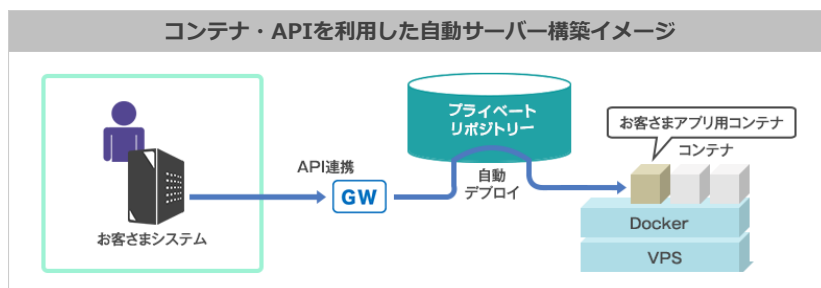 コンテナ・APIを利用した自動サーバー構築イメージ
プライベート
リポジトリー
お客さまアプリ用コンテナ
コンテナ
API連携
GW
自動
デプロイ
お客さまシステム
Docker
VPS